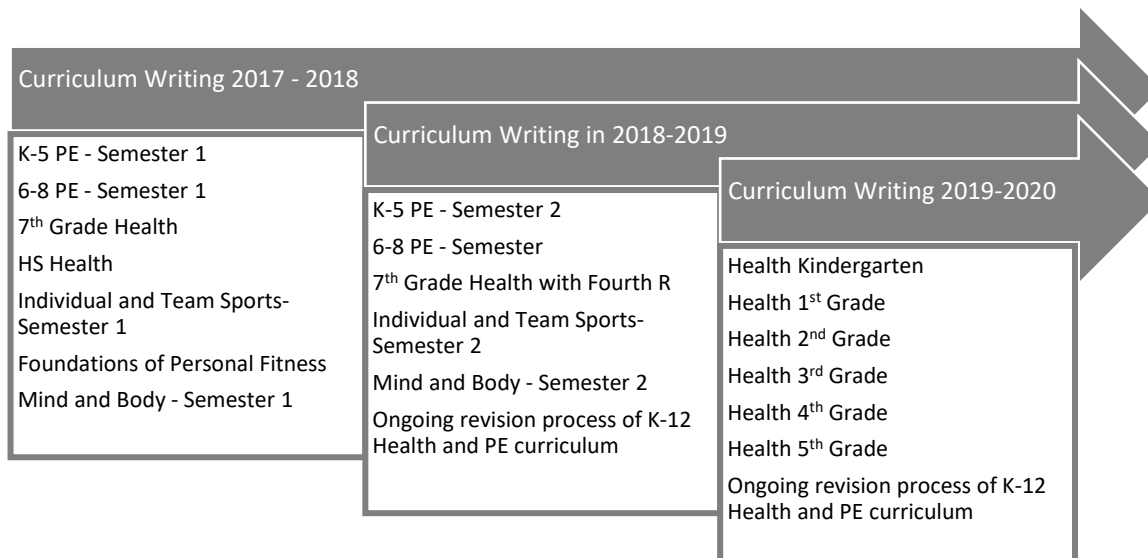 Curriculum Writing 2017 - 2018
K-5 PE - Semester 1
6-8 PE - Semester 1
7th Grade Health
HS Health
Individual and Team Sports-
Semester 1
Foundations of Personal Fitness
Mind and Body - Semester 1
Curriculum Writing in 2018-2019
K-5 PE - Semester 2
6-8 PE - Semester
7th Grade Health with Fourth R
Individual and Team Sports-
Semester 2
Mind and Body - Semester 2
Ongoing revision process of K-12
Health and PE curriculum
Curriculum Writing 2019-2020
Health Kindergarten
Health 1st Grade
Health 2nd Grade
Health 3rd Grade
Health 4th Grade
Health 5th Grade
Ongoing revision process of K-12
Health and PE curriculum